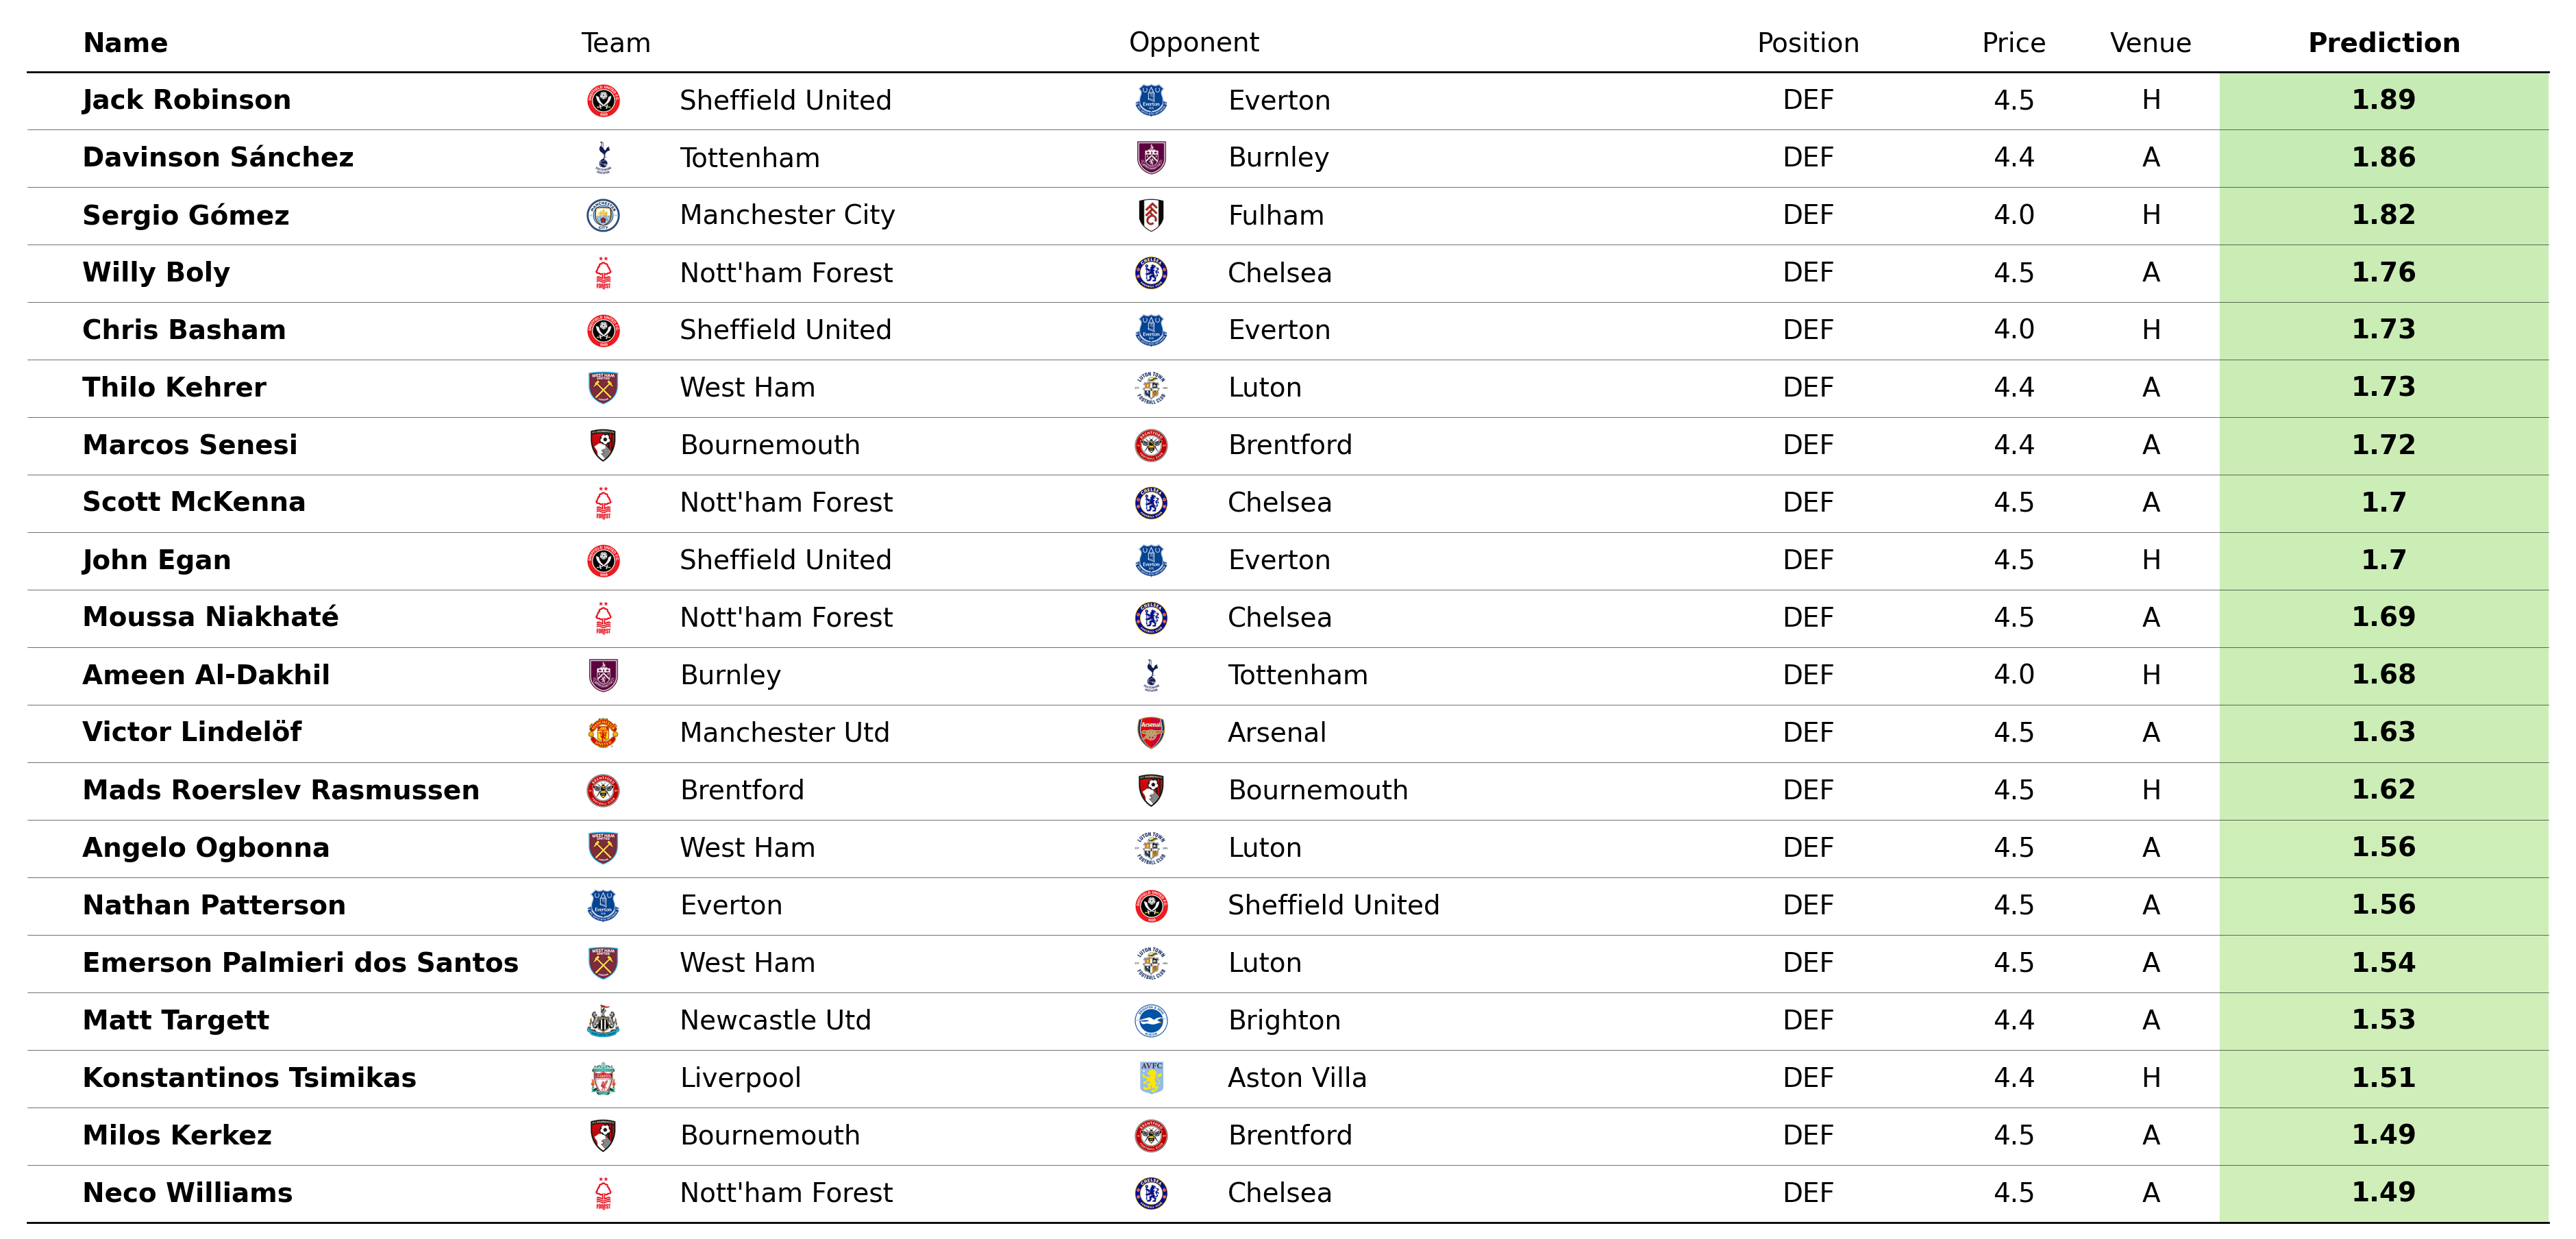 Name Team Opponent Position Price Venue Prediction
Jack Robinson Sheffield United Everton DEF 4.5 H 1.89
Davinson Sánchez Tottenham Burnley DEF 4.4 A 1.86
Sergio Gómez Manchester City Fulham DEF 4.0 H 1.82
Willy Boly Nott'ham Forest Chelsea DEF 4.5 A 1.76
Chris Basham Sheffield United Everton DEF 4.0 H 1.73
Thilo Kehrer West Ham Luton DEF 4.4 A 1.73
Marcos Senesi Bournemouth Brentford DEF 4.4 A 1.72
Scott McKenna Nott'ham Forest Chelsea DEF 4.5 A 1.7
John Egan Sheffield United Everton DEF 4.5 H 1.7
Moussa Niakhaté Nott'ham Forest Chelsea DEF 4.5 A 1.69
Ameen Al-Dakhil Burnley Tottenham DEF 4.0 H 1.68
Victor Lindelöf Manchester Utd Arsenal DEF 4.5 A 1.63
Mads Roerslev Rasmussen Brentford Bournemouth DEF 4.5 H 1.62
Angelo Ogbonna West Ham Luton DEF 4.5 A 1.56
Nathan Patterson Everton Sheffield United DEF 4.5 A 1.56
Emerson Palmieri dos Santos West Ham Luton DEF 4.5 A 1.54
Matt Targett Newcastle Utd Brighton DEF 4.4 A 1.53
Konstantinos Tsimikas Liverpool Aston Villa DEF 4.4 H 1.51
Milos Kerkez Bournemouth Brentford DEF 4.5 A 1.49
Neco Williams Nott'ham Forest Chelsea DEF 4.5 A 1.49